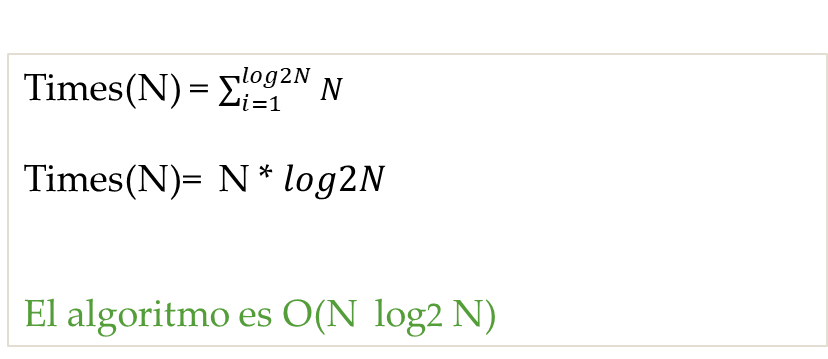 Times(N) = ∑_{i=1}^{log2N} N
Times(N)= N * log2N
El algoritmo es O(N log2 N)